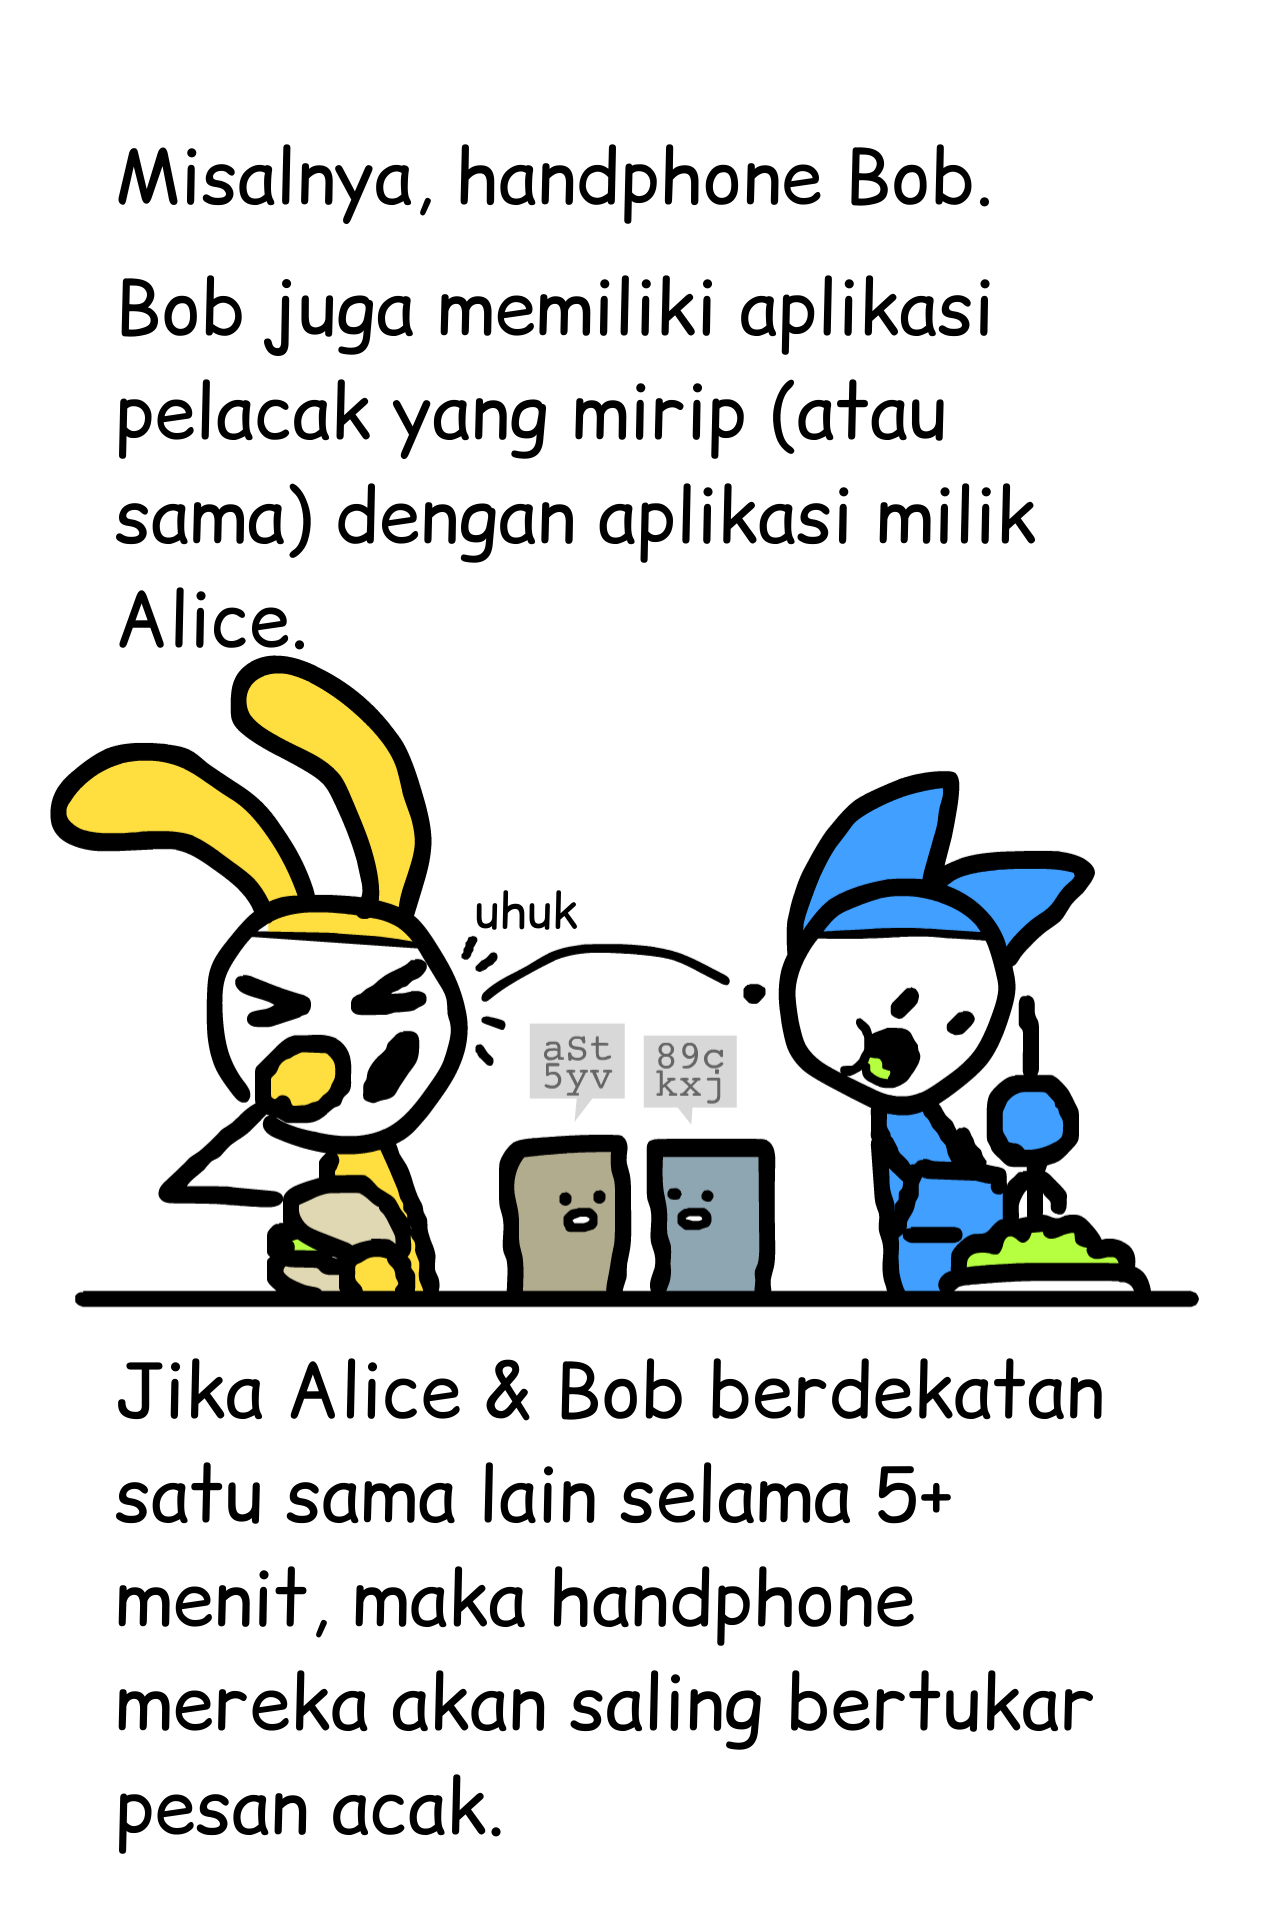 Misalnya, handphone Bob.
Bob juga memiliki aplikasi
pelacak yang mirip (atau
sama) dengan aplikasi milik
Alice.
uhuk
aSt
5yv
89c
kxj
Jika Alice & Bob berdekatan
satu sama lain selama 5+
menit, maka handphone
mereka akan saling bertukar
pesan acak.